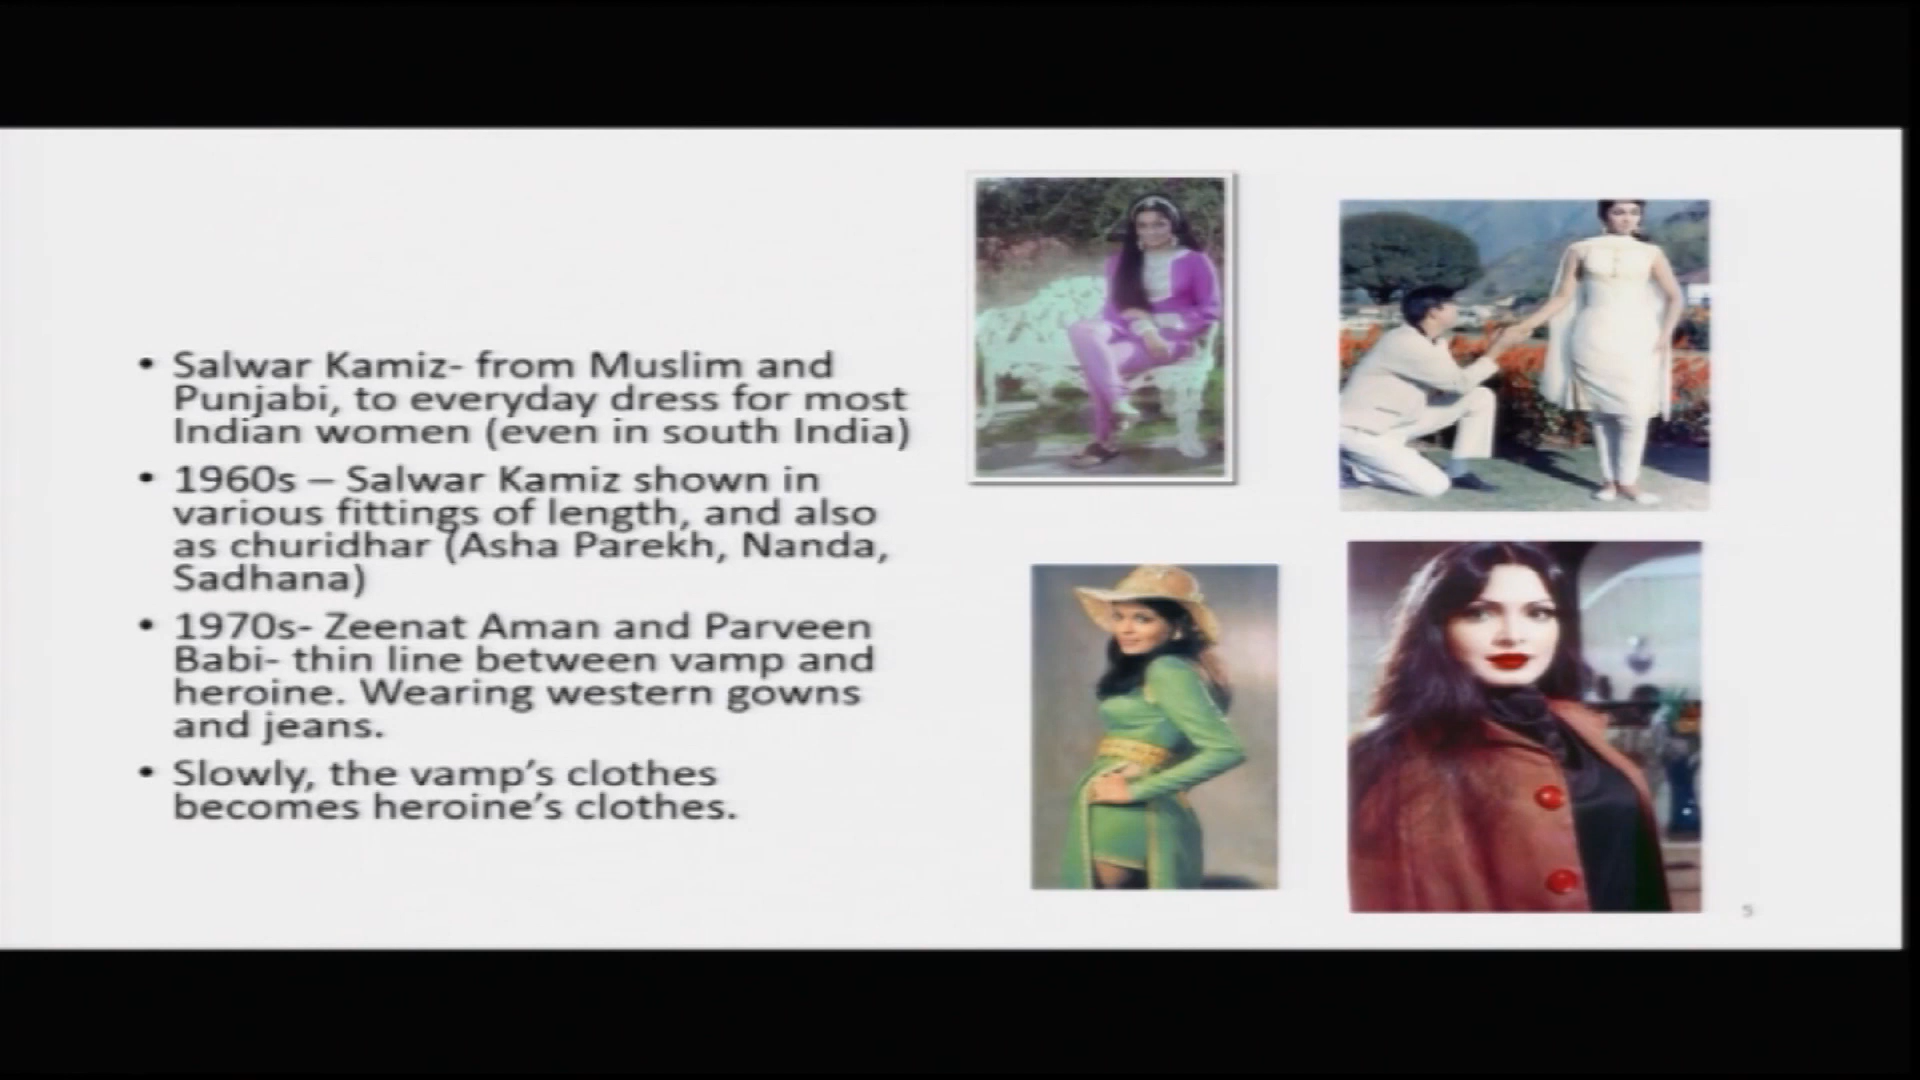 • Salwar Kamiz- from Muslim and
Punjabi, to everyday dress for most
Indian women (even in south India)
• 1960s – Salwar Kamiz shown in
various fittings of length, and also
as churidhar (Asha Parekh, Nanda,
Sadhana)
• 1970s- Zeenat Aman and Parveen
Babi- thin line between vamp and
heroine. Wearing western gowns
and jeans.
• Slowly, the vamp's clothes
becomes heroine's clothes.
5